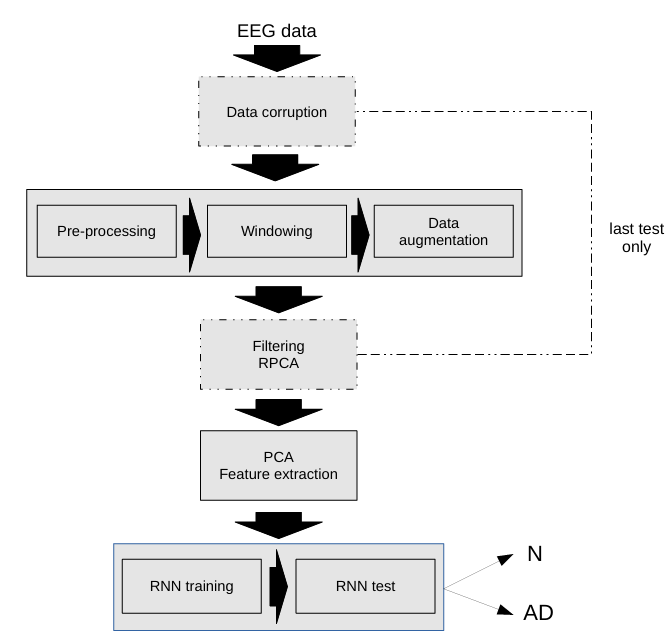 EEG data
Data corruption
Pre-processing
Windowing
Data
augmentation
last test
only
Filtering
RPCA
PCA
Feature extraction
RNN training
RNN test
N
AD